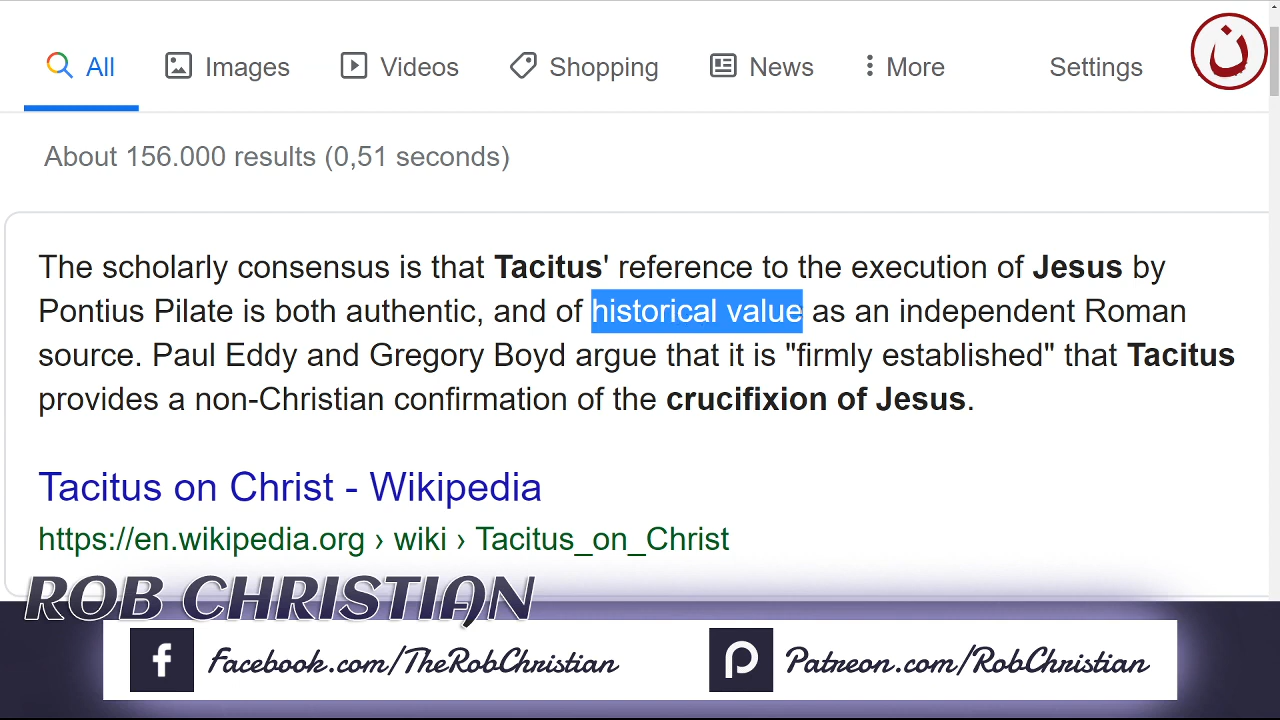 All Images Videos Shopping News More Settings ن
About 156.000 results (0,51 seconds)
The scholarly consensus is that Tacitus' reference to the execution of Jesus by
Pontius Pilate is both authentic, and of historical value as an independent Roman
source. Paul Eddy and Gregory Boyd argue that it is "firmly established" that Tacitus
provides a non-Christian confirmation of the crucifixion of Jesus.
Tacitus on Christ - Wikipedia
https://en.wikipedia.org › wiki › Tacitus_on_Christ
ROB CHRISTIAN
Facebook.com/TheRobChristian Patreon.com/RobChristian